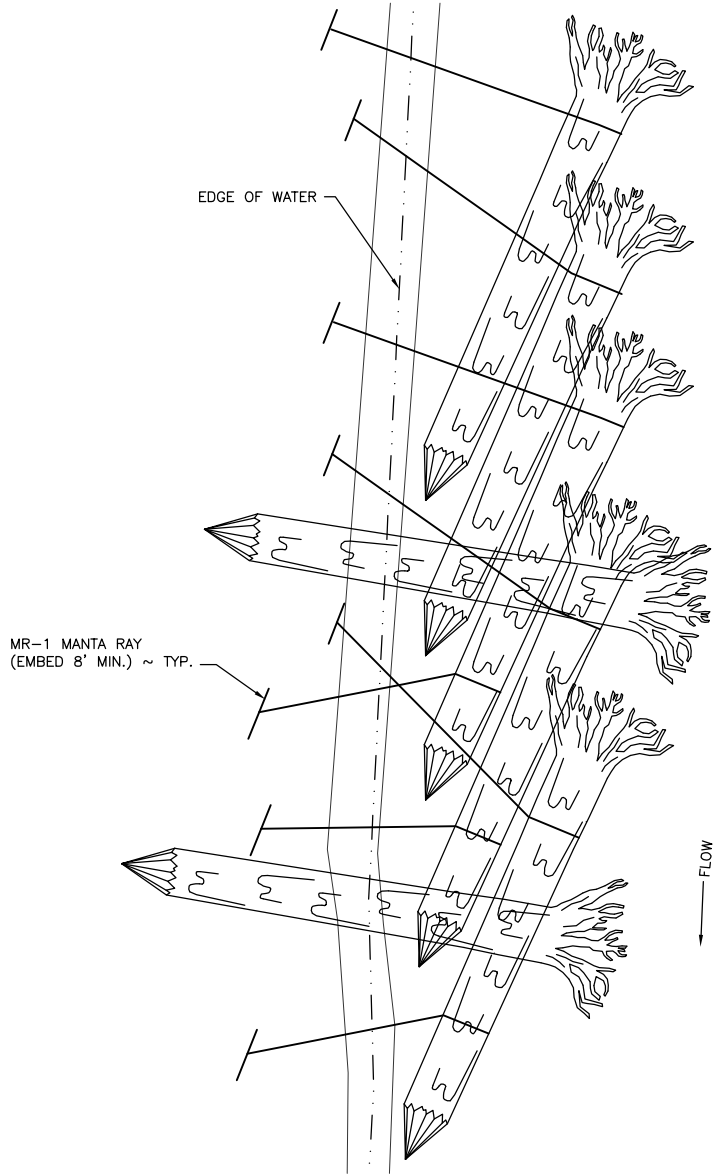 EDGE OF WATER
MR-1 MANTA RAY
(EMBED 8' MIN.) ~ TYP.
FLOW